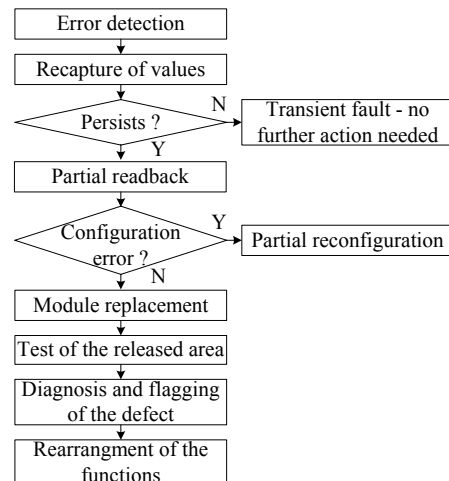 Error detection
Recapture of values
N
Persists ?
Transient fault - no
further action needed
Y
Partial readback
Y
Configuration
error ?
Partial reconfiguration
N
Module replacement
Test of the released area
Diagnosis and flagging
of the defect
Rearrangment of the
functions